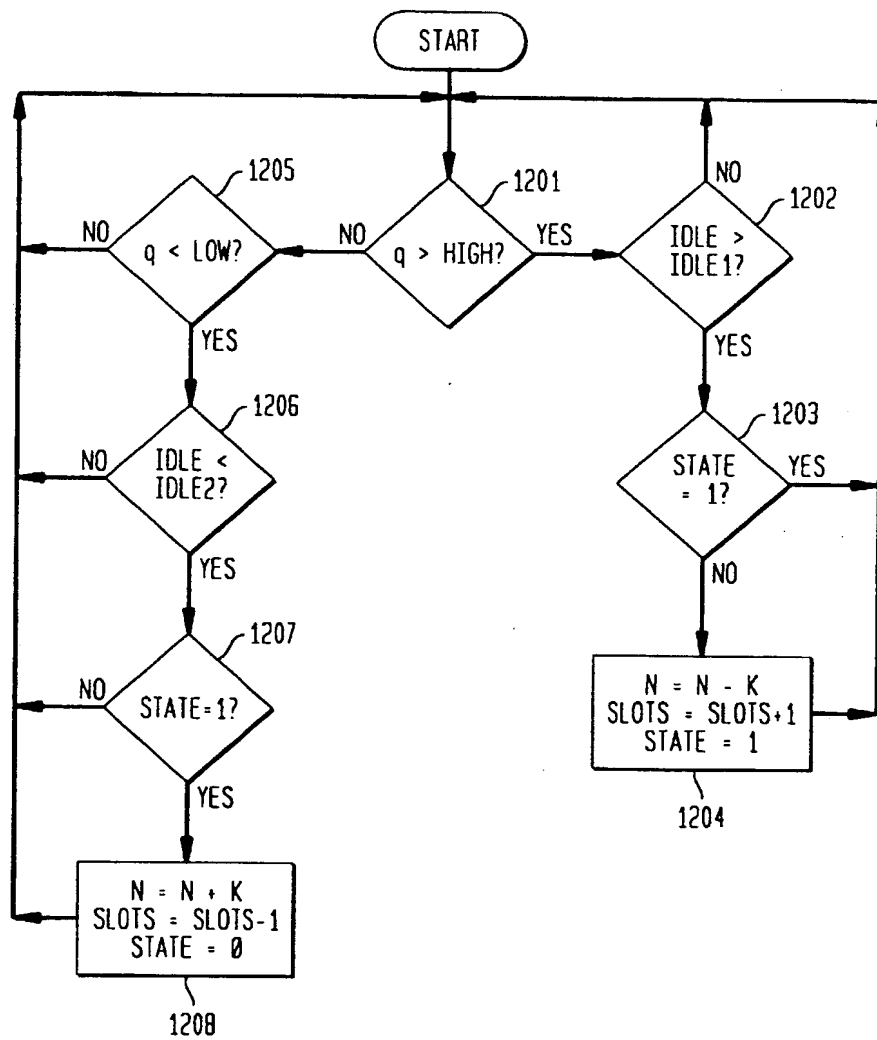 START
1205
1201
1202
NO
NO
q < LOW?
NO
q > HIGH?
YES
IDLE >
IDLE1?
YES
YES
1206
1203
NO
IDLE <
IDLE2?
STATE
= 1?
YES
YES
NO
1207
NO
STATE=1?
N = N - K
SLOTS = SLOTS+1
STATE = 1
YES
1204
N = N + K
SLOTS = SLOTS-1
STATE = 0
1208